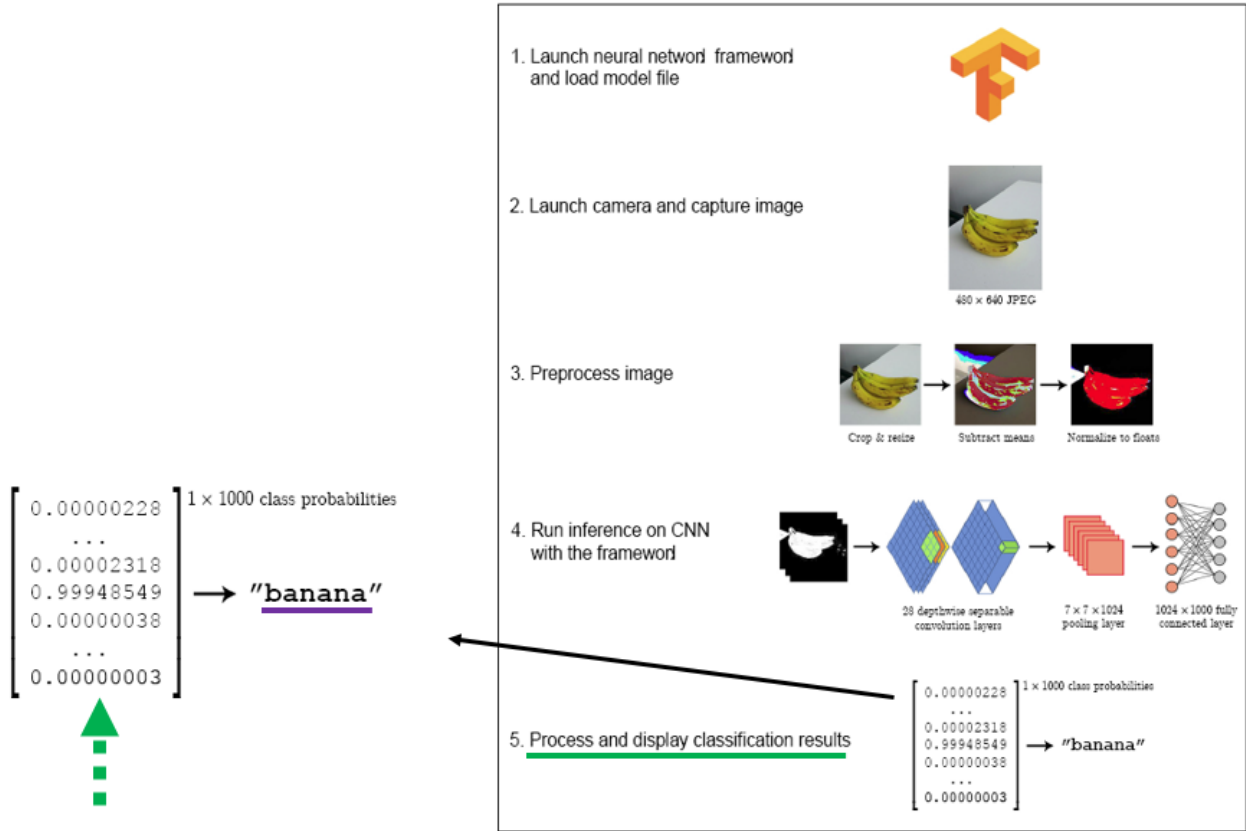 1. Launch neural netword frameword
and load model file
2. Launch camera and capture image
480 × 640 JPEG
3. Preprocess image
Crop & resize
Subtract means
Normalize to floats
4. Run inference on CNN
with the frameword
28 depthwise separable
convolution layers
7 × 7 × 1024
pooling layer
1024 × 1000 fully
connected layer
5. Process and display classification results
0.00000228
...
0.00002318
0.99948549
0.00000038
...
0.00000003
1 × 1000 class probabilities
"banana"
0.00000228
...
0.00002318
0.99948549
0.00000038
...
0.00000003
1 × 1000 class probabilities
"banana"